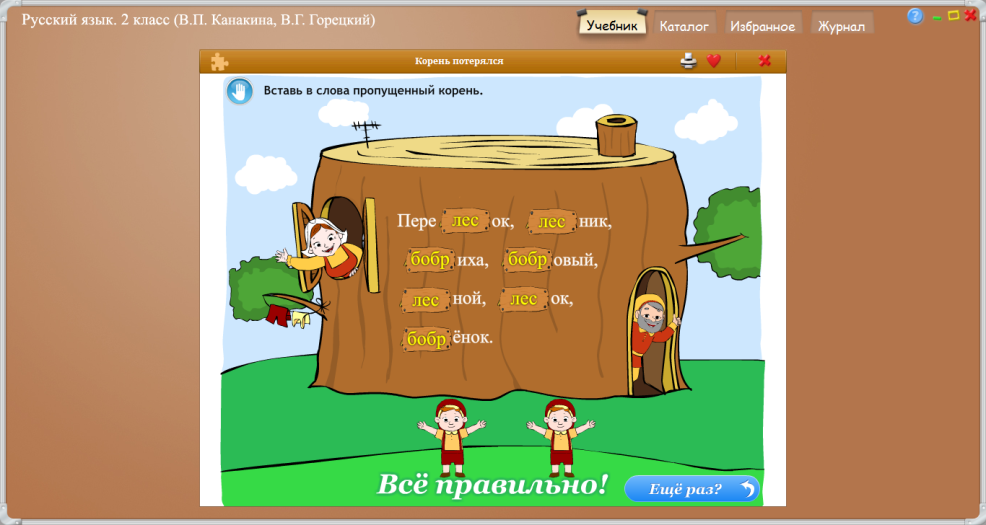 Русский язык. 2 класс (В.П. Канакина, В.Г. Горецкий)
Учебник Каталог Избранное Журнал ?
Корень потерялся
Вставь в слова пропущенный корень.
Пере лес ок, лес ник,
бобр иха, бобр овый,
лес ной, лес ок,
бобр ёнок.
Всё правильно!
Ещё раз?